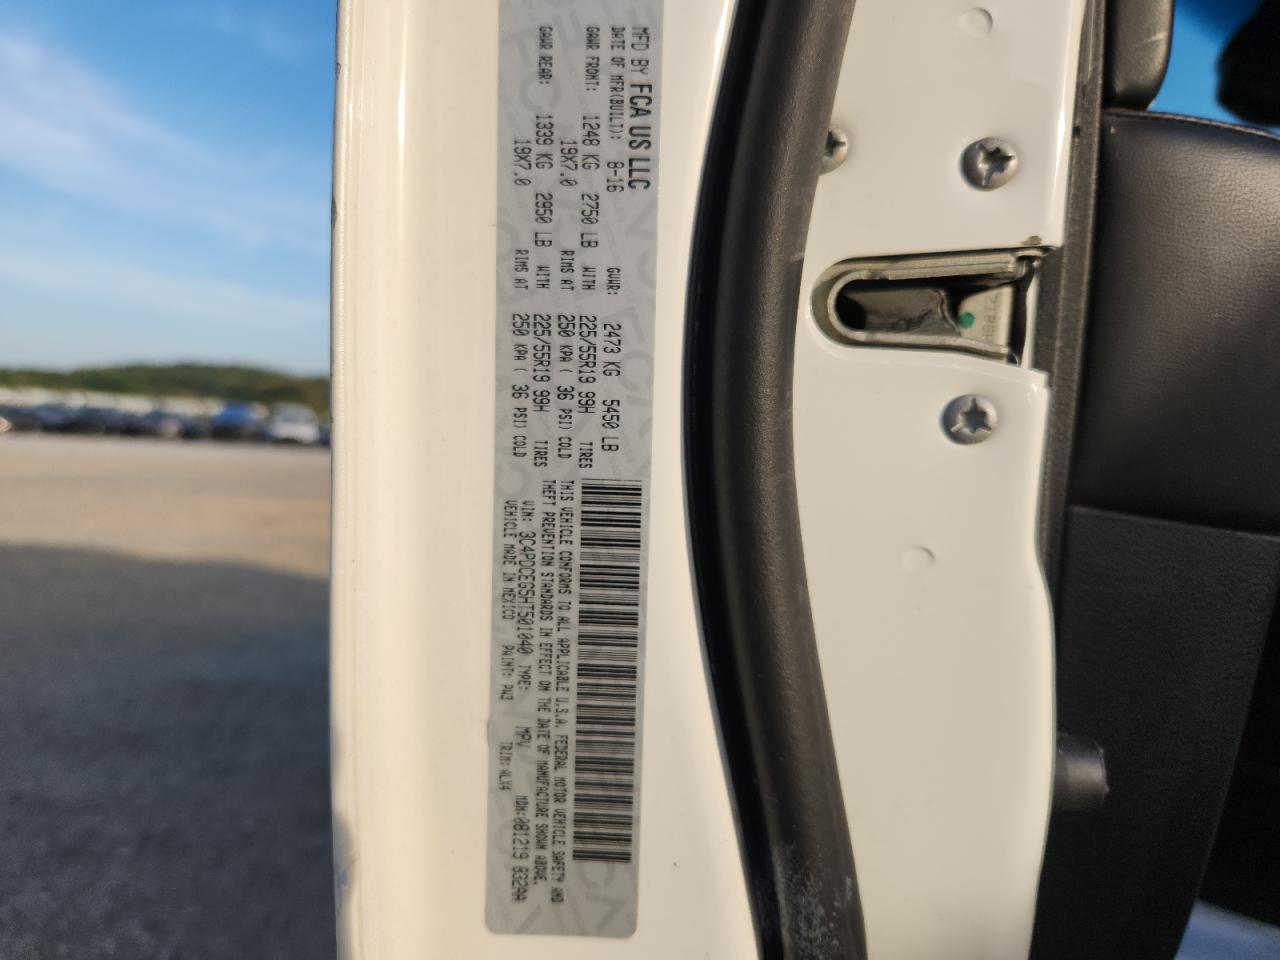 MFD BY FCA US LLC
DATE OF MFR(BUILT): 8-16 GVWR: 2473 KG 5450 LB
GAWR FRONT: 1248 KG 2750 LB WITH 225/55R19 99H TIRES
19X7.0 RIMS AT 250 KPA ( 36 PSI) COLD
GAWR REAR: 1339 KG 2950 LB WITH 225/55R19 99H TIRES
19X7.0 RIMS AT 250 KPA ( 36 PSI) COLD
THIS VEHICLE CONFORMS TO ALL APPLICABLE U.S.A. FEDERAL MOTOR VEHICLE SAFETY AND
THEFT PREVENTION STANDARDS IN EFFECT ON THE DATE OF MANUFACTURE SHOWN ABOVE.
VIN: 3C4PDCEG5HT501040 TYPE: MPV MDH: 081219 832AA
VEHICLE MADE IN MEXICO PAINT: PW3 TRIM: ALX4